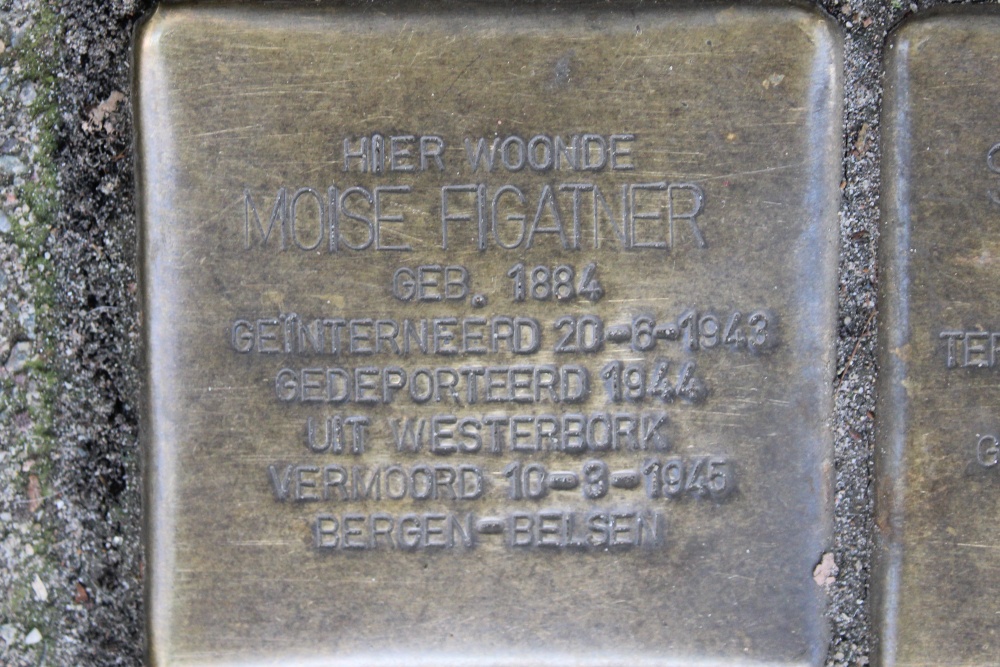 HIER WOONDE
MOISE FIGATNER
GEB. 1884
GEÏNTERNEERD 20-6-1943
GEDEPORTEERD 1944
UIT WESTERBORK
VERMOORD 10-3-1945
BERGEN-BELSEN